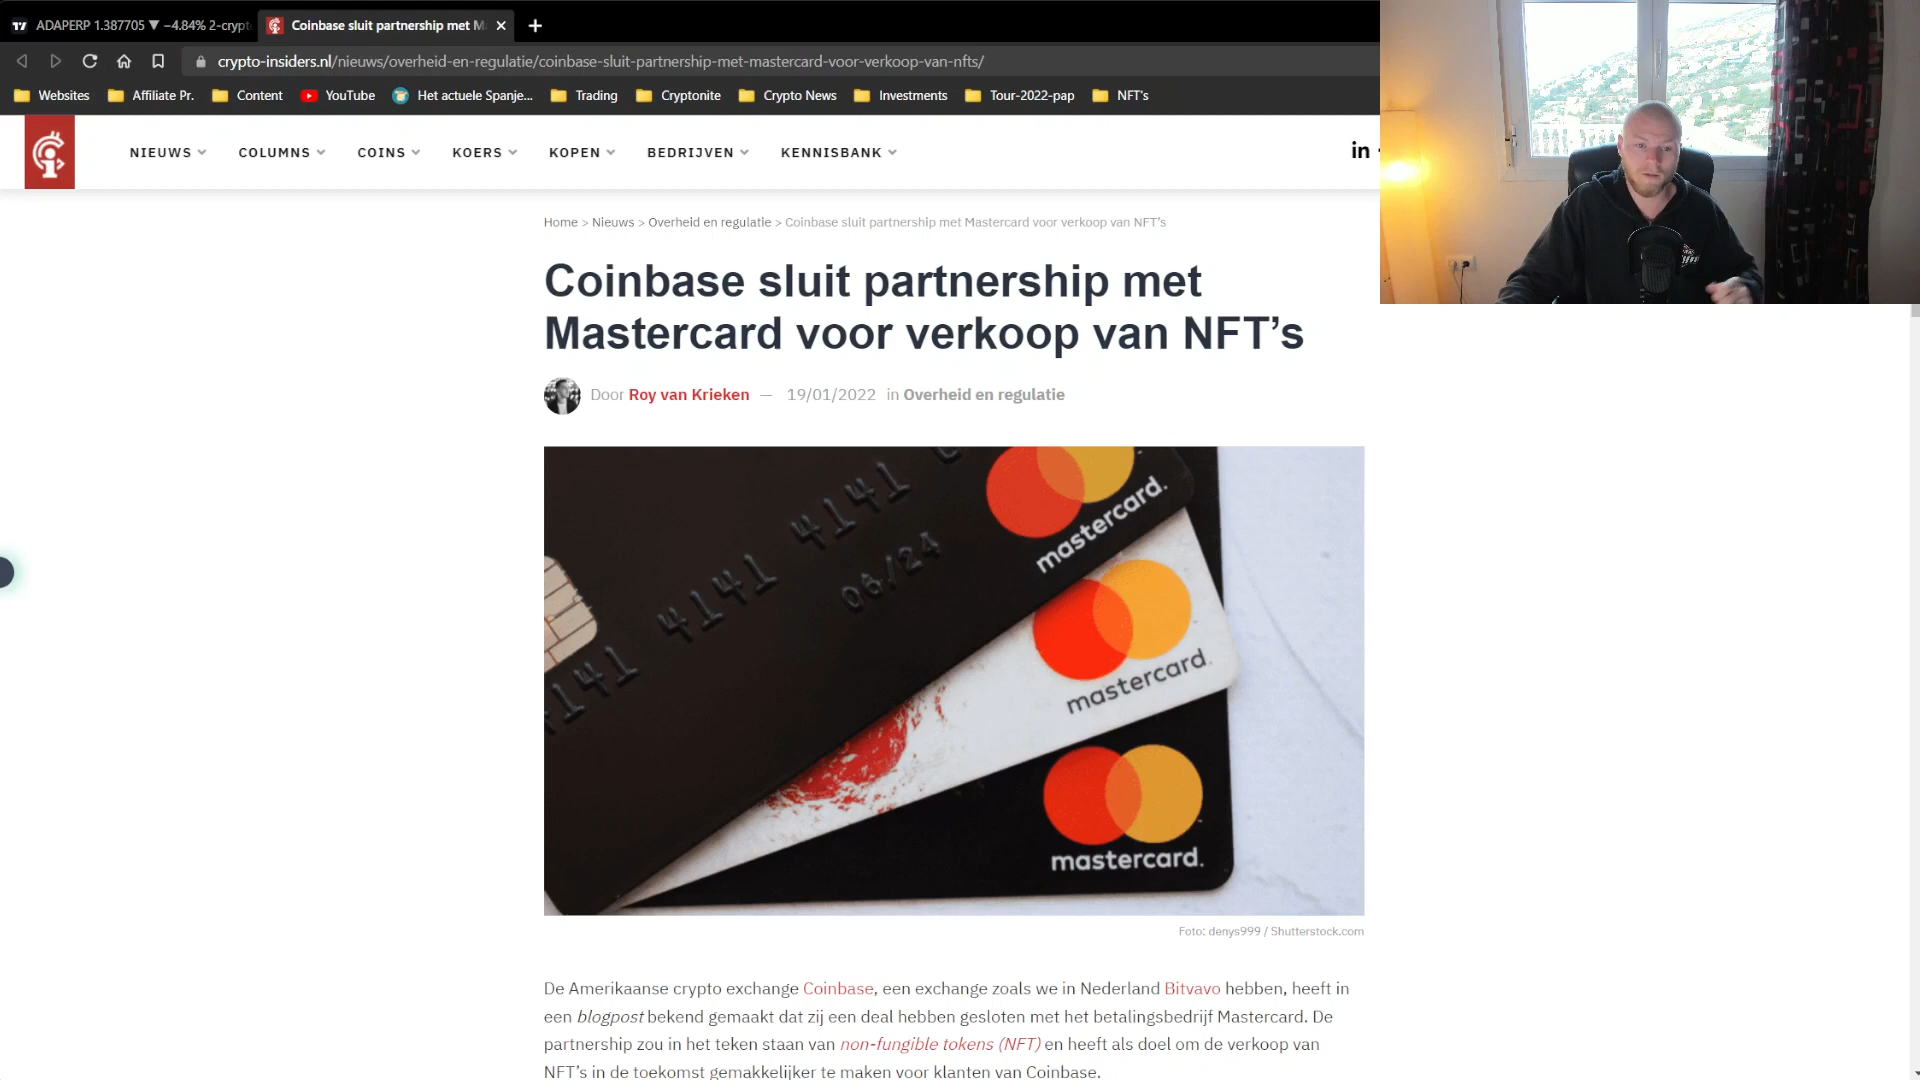 ADAPERP 1.387705 ▼ −4.84% 2-crypt
Coinbase sluit partnership met M
crypto-insiders.nl/nieuws/overheid-en-regulatie/coinbase-sluit-partnership-met-mastercard-voor-verkoop-van-nfts/
Websites Affiliate Pr. Content YouTube Het actuele Spanje... Trading Cryptonite Crypto News Investments Tour-2022-pap NFT's
NIEUWS COLUMNS COINS KOERS KOPEN BEDRIJVEN KENNISBANK in
Home > Nieuws > Overheid en regulatie > Coinbase sluit partnership met Mastercard voor verkoop van NFT's
Coinbase sluit partnership met
Mastercard voor verkoop van NFT’s
Door Roy van Krieken — 19/01/2022 in Overheid en regulatie
4141 4141 4141
06/24
mastercard.
mastercard.
mastercard.
Foto: denys999 / Shutterstock.com
De Amerikaanse crypto exchange Coinbase, een exchange zoals we in Nederland Bitvavo hebben, heeft in
een blogpost bekend gemaakt dat zij een deal hebben gesloten met het betalingsbedrijf Mastercard. De
partnership zou in het teken staan van non-fungible tokens (NFT) en heeft als doel om de verkoop van
NFT’s in de toekomst gemakkelijker te maken voor klanten van Coinbase.